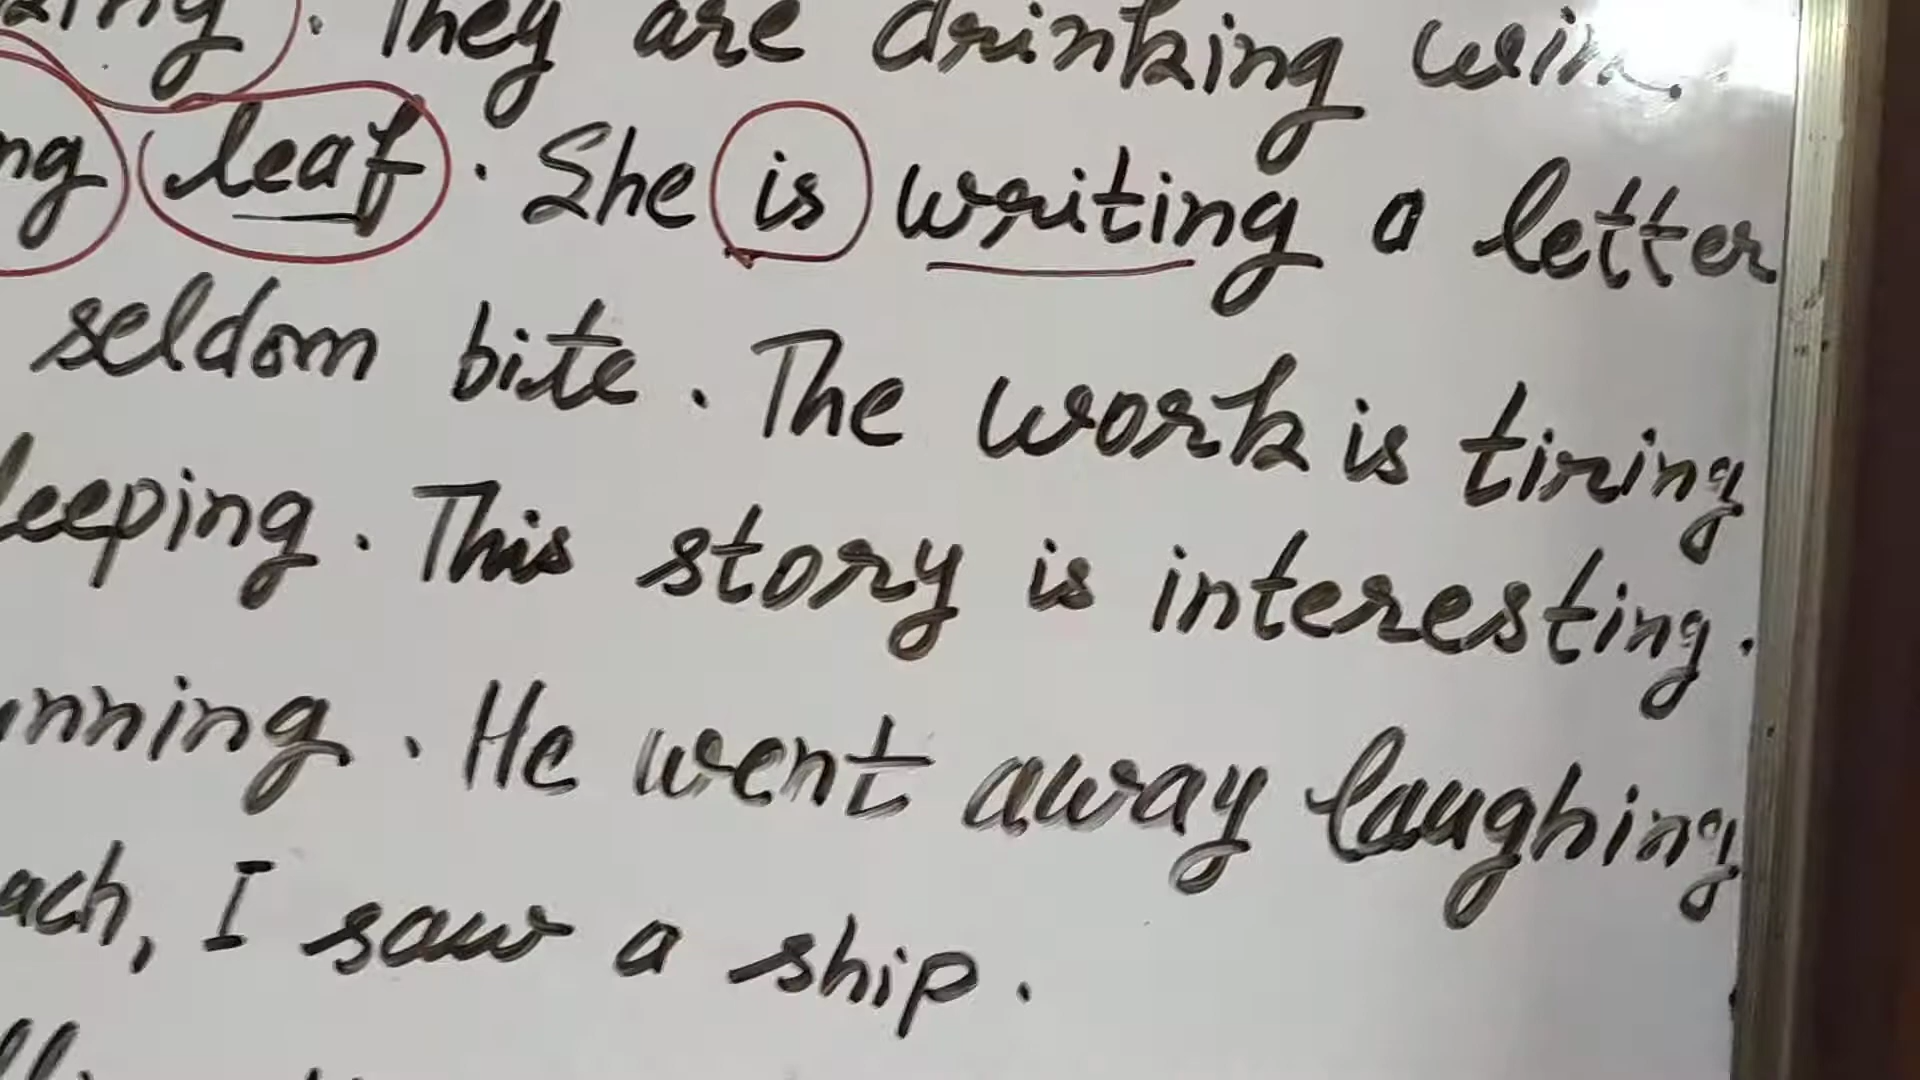 They are drinking
leaf. She is writing a letter
seldom bite. The work is tiring
leeping. This story is interesting.
nning. He went away laughing
ach, I saw a ship.